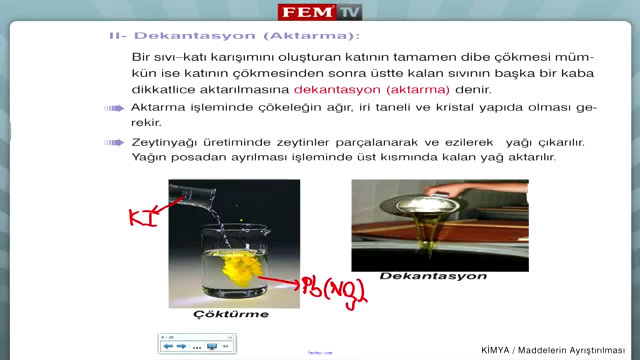 FEM TV
II- Dekantasyon (Aktarma):
Bir sıvı–katı karışımını oluşturan katının tamamen dibe çökmesi müm-
kün ise katının çökmesinden sonra üstte kalan sıvının başka bir kaba
dikkatlice aktarılmasına dekantasyon (aktarma) denir.
Aktarma işleminde çökeleğin ağır, iri taneli ve kristal yapıda olması ge-
rekir.
Zeytinyağı üretiminde zeytinler parçalanarak ve ezilerek yağı çıkarılır.
Yağın posadan ayrılması işleminde üst kısmında kalan yağ aktarılır.
KI
Pb(NO3)2
Dekantasyon
Çöktürme
KİMYA / Maddelerin Ayrıştırılması